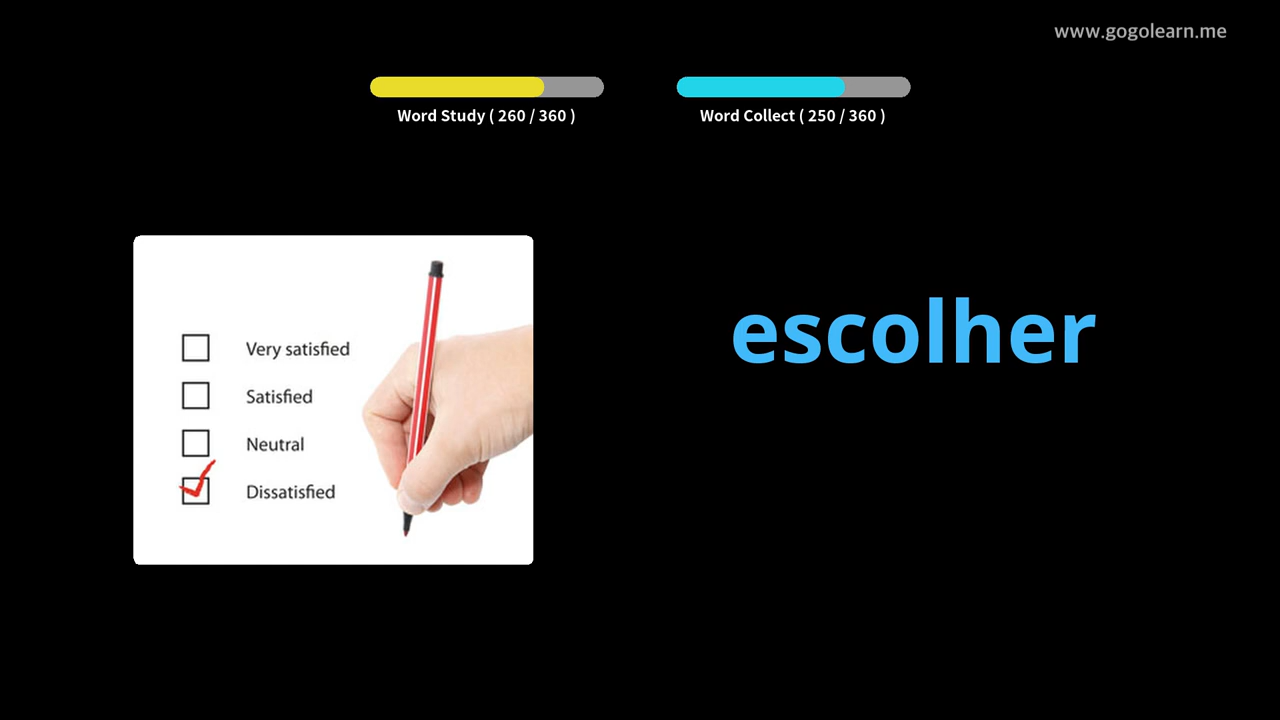 www.gogolearn.me
Word Study ( 260 / 360 )
Word Collect ( 250 / 360 )
escolher
Very satisfied
Satisfied
Neutral
Dissatisfied